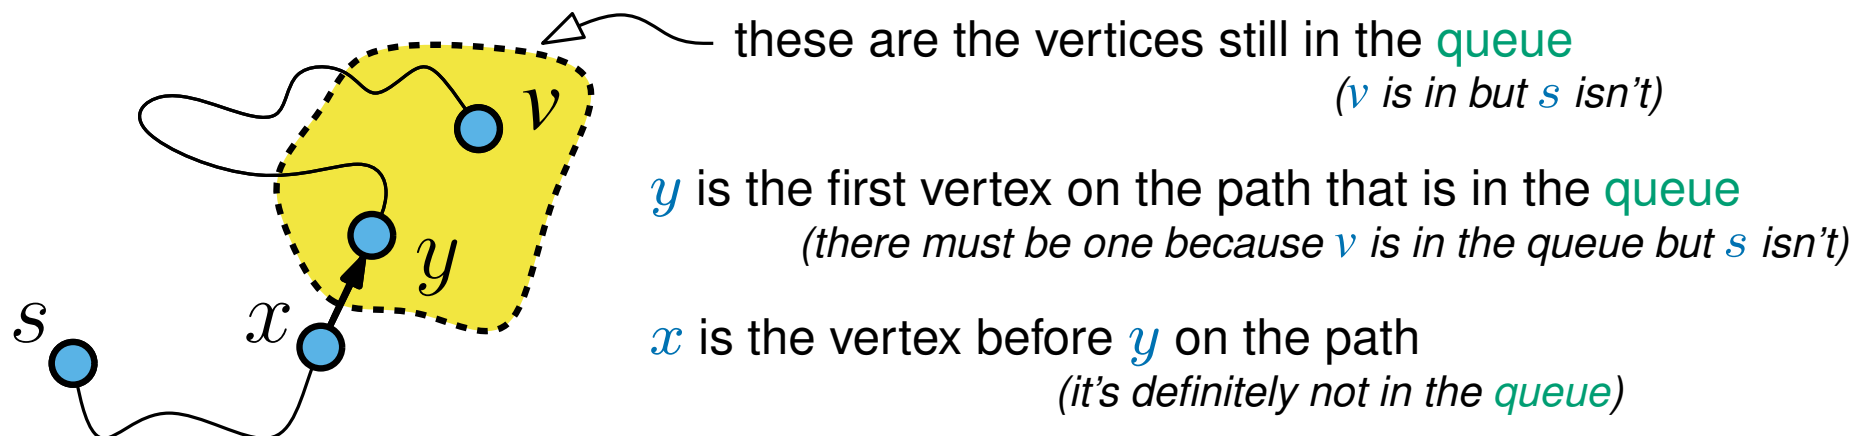 these are the vertices still in the queue
(v is in but s isn't)
v
y is the first vertex on the path that is in the queue
(there must be one because v is in the queue but s isn't)
y
s
x
x is the vertex before y on the path
(it's definitely not in the queue)